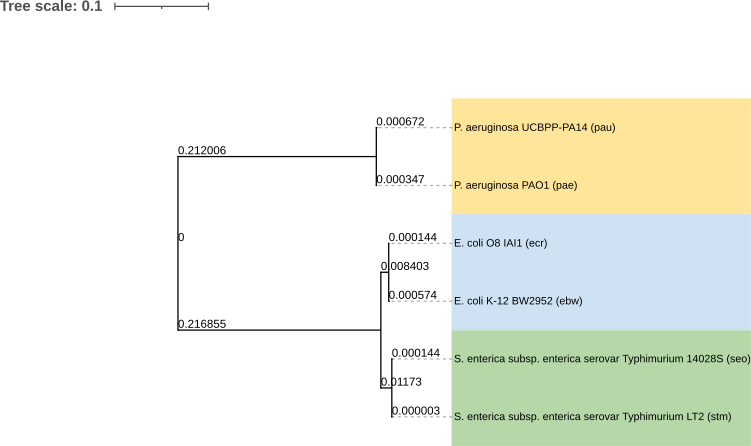 Tree scale: 0.1
0.000672
P. aeruginosa UCBPP-PA14 (pau)
0.212006
0.000347
P. aeruginosa PAO1 (pae)
0
0.000144
E. coli O8 IAI1 (ecr)
0.008403
0.000574
E. coli K-12 BW2952 (ebw)
0.216855
0.000144
S. enterica subsp. enterica serovar Typhimurium 14028S (seo)
0.01173
0.000003
S. enterica subsp. enterica serovar Typhimurium LT2 (stm)